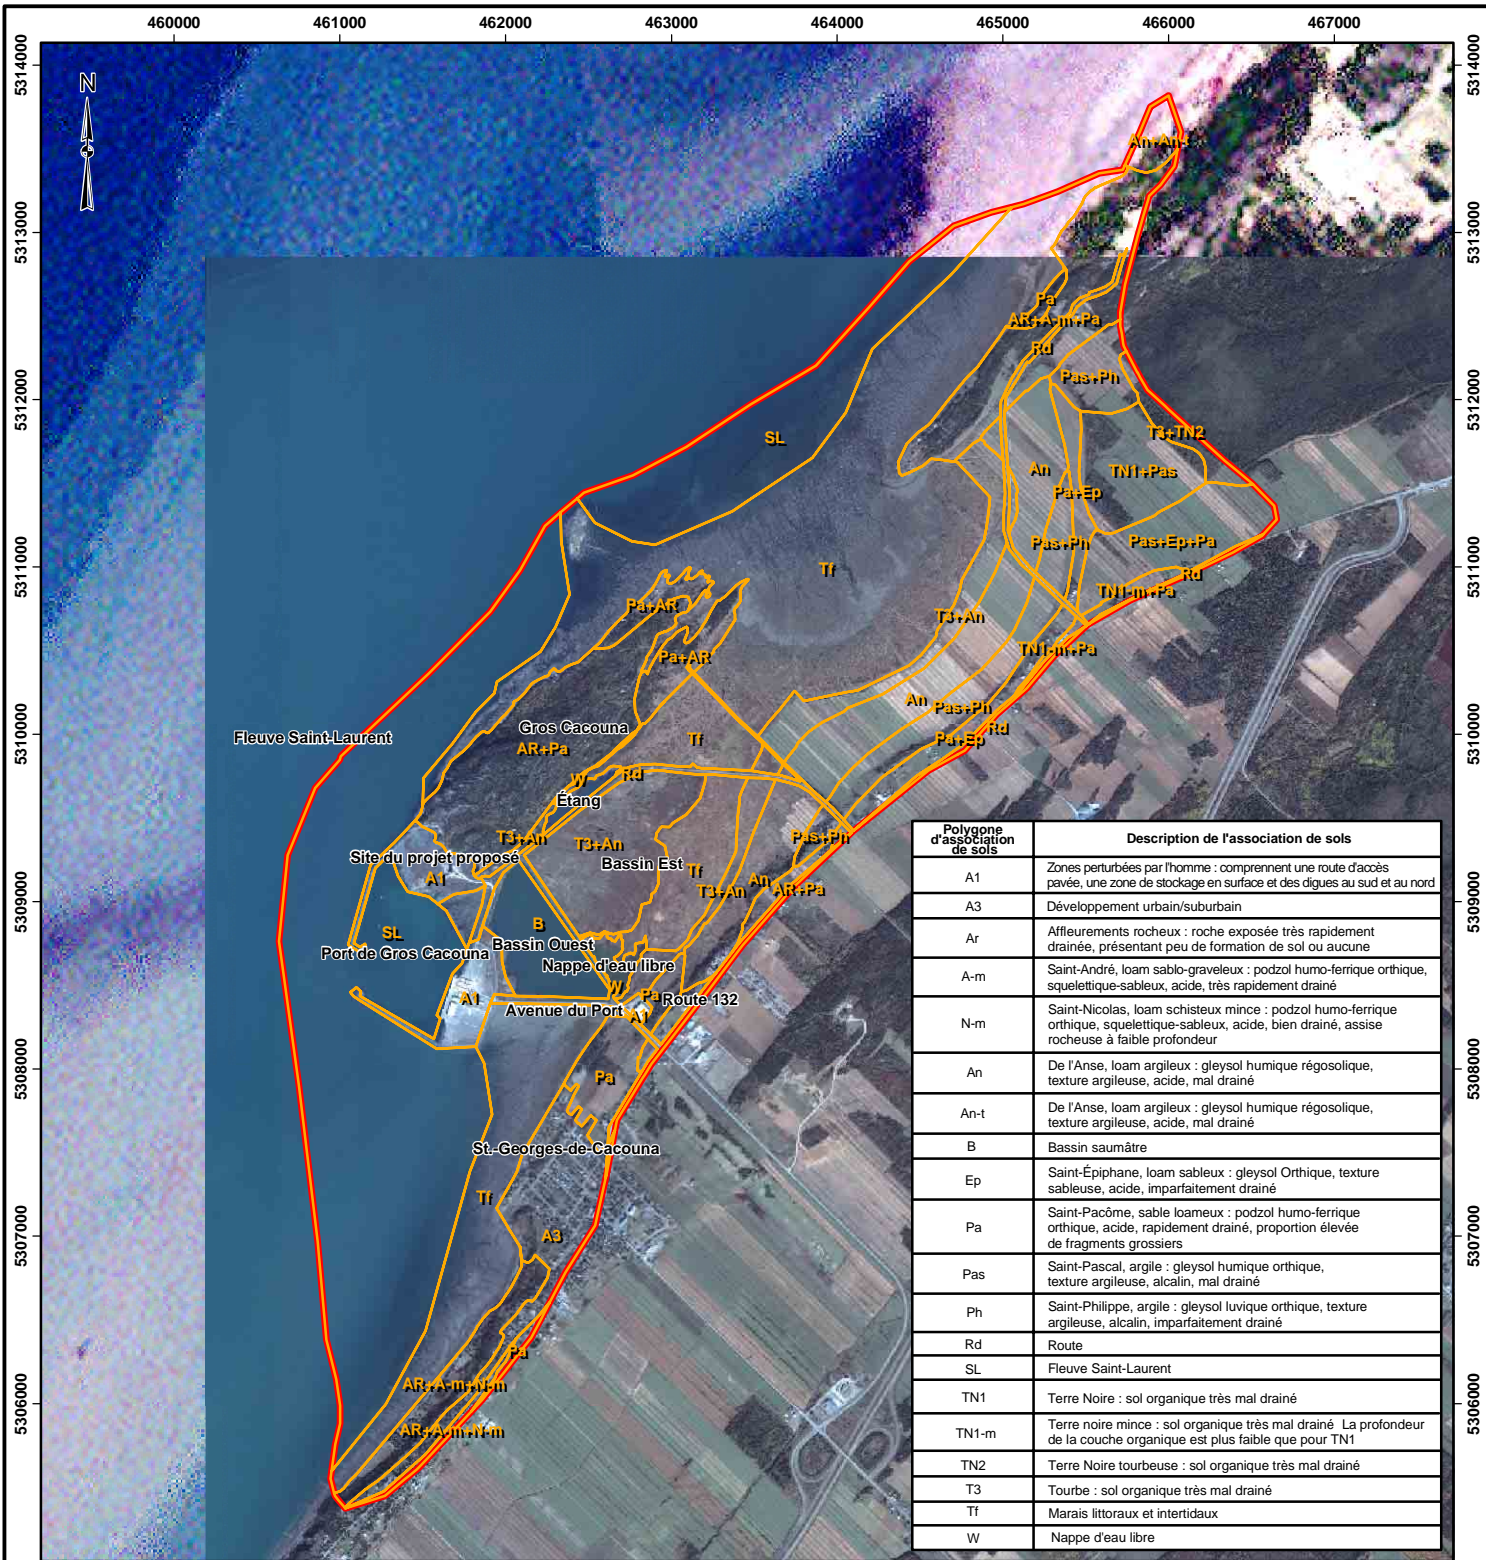 460000 461000 462000 463000 464000 465000 466000 467000
5314000 5314000
N
An+An-t
5313000 5313000
Pa
AR+A-m+Pa
Rd
Pas+Ph
5312000 5312000
SL
T3+TN2
An
TN1+Pas
Pa+Ep
Pas+Ph
Pas+Ep+Pa
5311000 5311000
Tf
Rd
TN1-m+Pa
Pa+AR
T3+An
Pa+AR
TN1-m+Pa
An
Pas+Ph
Rd
Pa+Ep
5310000 5310000
Fleuve Saint-Laurent
Gros Cacouna
AR+Pa
Tf
W
Rd
Étang
T3+An
T3+An
Pas+Ph
Site du projet proposé
Bassin Est
A1
Tf
An
T3+An
AR+Pa
5309000 5309000
SL
B
Port de Gros Cacouna
Bassin Ouest
Nappe d'eau libre
W
Pa
A1
Route 132
Avenue du Port
A1
5308000 5308000
Pa
St.-Georges-de-Cacouna
Tf
A3
5307000 5307000
Pa
AR+A-m+N-m
AR+A-m+N-m
5306000 5306000
Polygone
d'association
de sols
Description de l'association de sols
A1
Zones perturbées par l'homme : comprennent une route d'accès
pavée, une zone de stockage en surface et des digues au sud et au nord
A3
Développement urbain/suburbain
Ar
Affleurements rocheux : roche exposée très rapidement
drainée, présentant peu de formation de sol ou aucune
A-m
Saint-André, loam sablo-graveleux : podzol humo-ferrique orthique,
squelettique-sableux, acide, très rapidement drainé
N-m
Saint-Nicolas, loam schisteux mince : podzol humo-ferrique
orthique, squelettique-sableux, acide, bien drainé, assise
rocheuse à faible profondeur
An
De l'Anse, loam argileux : gleysol humique régosolique,
texture argileuse, acide, mal drainé
An-t
De l'Anse, loam argileux : gleysol humique régosolique,
texture argileuse, acide, mal drainé
B
Bassin saumâtre
Ep
Saint-Épiphane, loam sableux : gleysol Orthique, texture
sableuse, acide, imparfaitement drainé
Pa
Saint-Pacôme, sable loameux : podzol humo-ferrique
orthique, acide, rapidement drainé, proportion élevée
de fragments grossiers
Pas
Saint-Pascal, argile : gleysol humique orthique,
texture argileuse, alcalin, mal drainé
Ph
Saint-Philippe, argile : gleysol luvique orthique, texture
argileuse, alcalin, imparfaitement drainé
Rd
Route
SL
Fleuve Saint-Laurent
TN1
Terre Noire : sol organique très mal drainé
TN1-m
Terre noire mince : sol organique très mal drainé La profondeur
de la couche organique est plus faible que pour TN1
TN2
Terre Noire tourbeuse : sol organique très mal drainé
T3
Tourbe : sol organique très mal drainé
Tf
Marais littoraux et intertidaux
W
Nappe d'eau libre